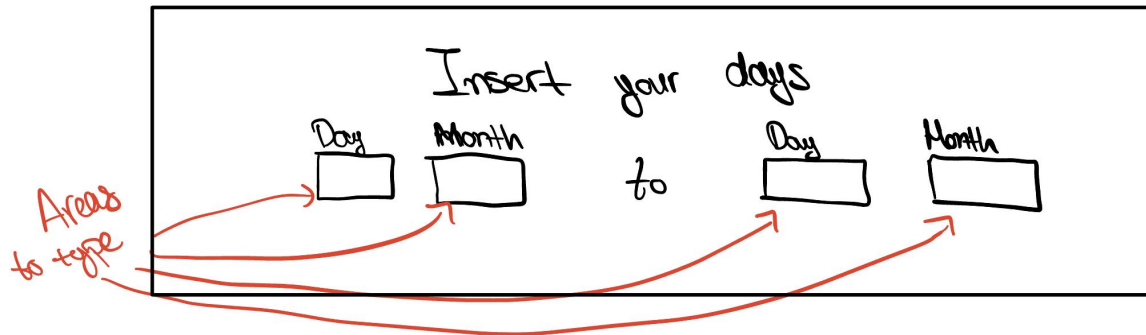 Insert your days
Day Month Day Month
to
Areas
to type